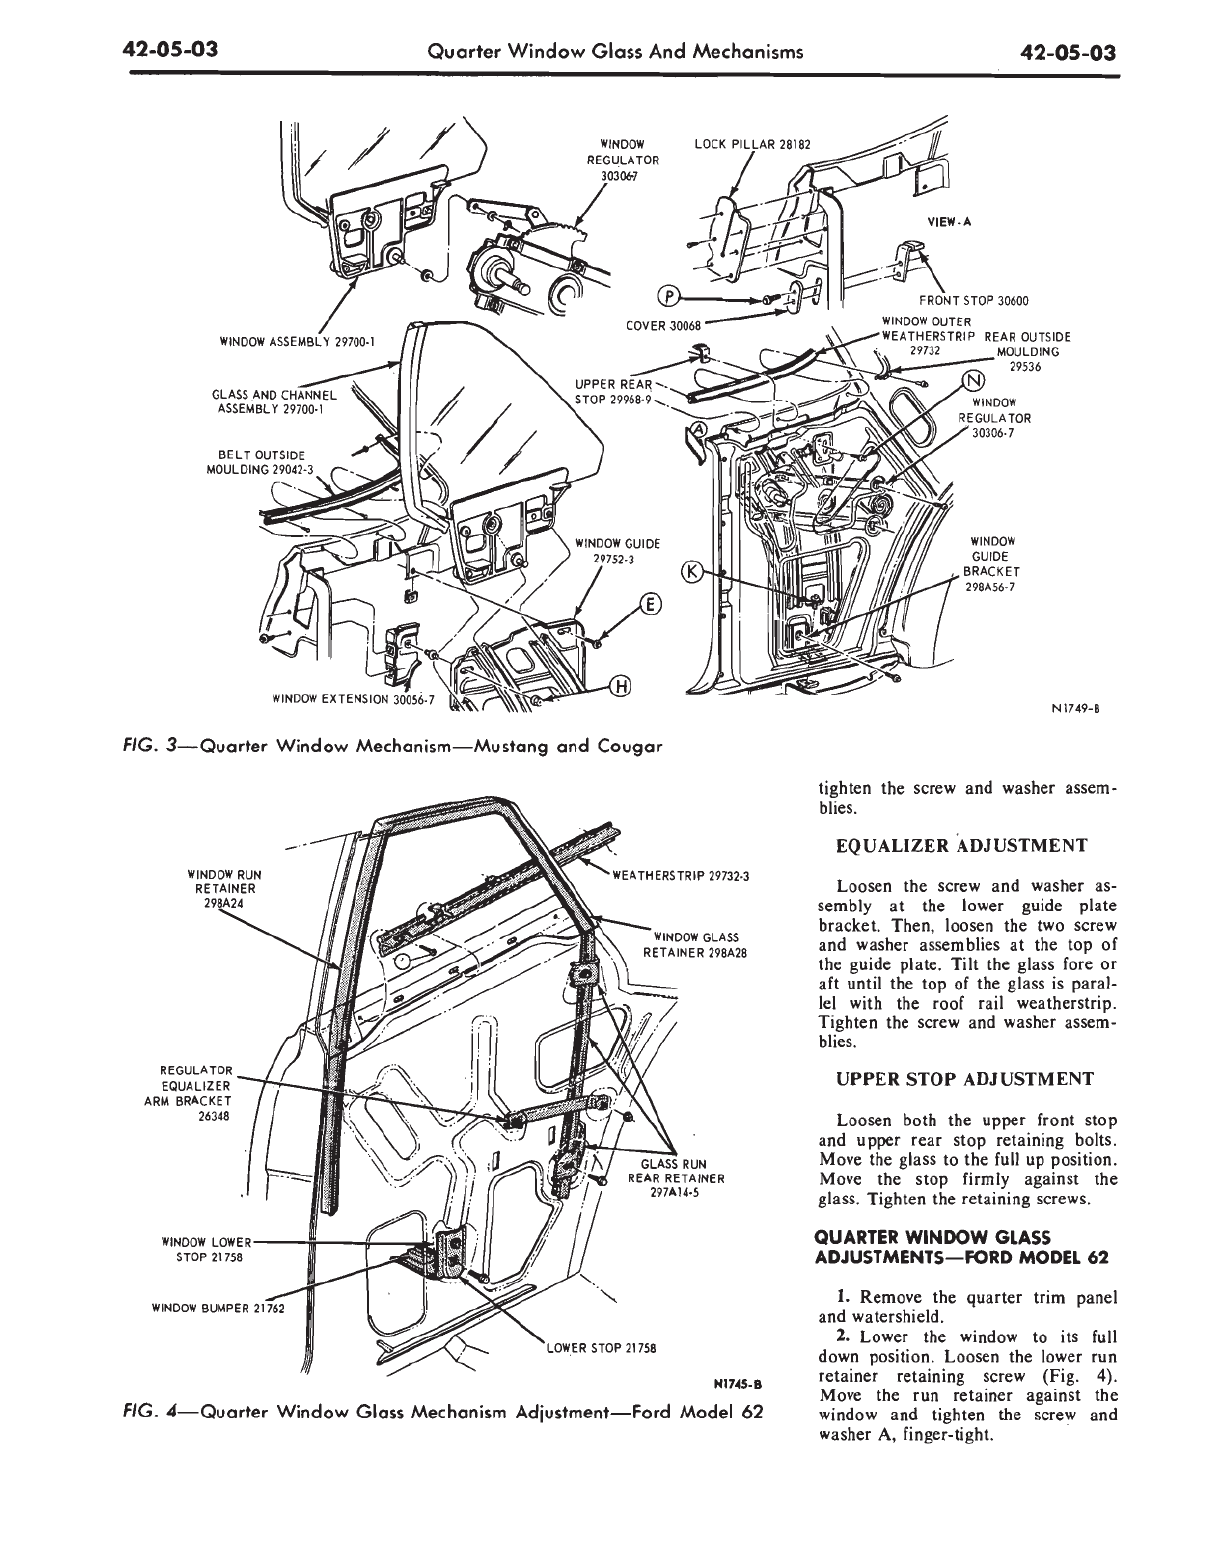 42-05-03
Quarter Window Glass And Mechanisms
42-05-03
WINDOW
REGULATOR
30306-7
LOCK PILLAR 28182
VIEW-A
P
FRONT STOP 30600
COVER 30068
WINDOW ASSEMBLY 29700-1
WINDOW OUTER
WEATHERSTRIP
29732
REAR OUTSIDE
MOULDING
29536
GLASS AND CHANNEL
ASSEMBLY 29700-1
UPPER REAR
STOP 29968-9
N
A
WINDOW
REGULATOR
30306-7
BELT OUTSIDE
MOULDING 29042-3
WINDOW GUIDE
29752-3
K
WINDOW
GUIDE
BRACKET
298A56-7
E
H
WINDOW EXTENSION 30056-7
N1749-B
FIG. 3—Quarter Window Mechanism—Mustang and Cougar
WINDOW RUN
RETAINER
298A24
WEATHERSTRIP 29732-3
WINDOW GLASS
RETAINER 298A28
REGULATOR
EQUALIZER
ARM BRACKET
26348
GLASS RUN
REAR RETAINER
297A14-5
WINDOW LOWER
STOP 21758
WINDOW BUMPER 21762
LOWER STOP 21758
N1745-B
FIG. 4—Quarter Window Glass Mechanism Adjustment—Ford Model 62
tighten the screw and washer assem-
blies.
EQUALIZER ADJUSTMENT
Loosen the screw and washer as-
sembly at the lower guide plate
bracket. Then, loosen the two screw
and washer assemblies at the top of
the guide plate. Tilt the glass fore or
aft until the top of the glass is paral-
lel with the roof rail weatherstrip.
Tighten the screw and washer assem-
blies.
UPPER STOP ADJUSTMENT
Loosen both the upper front stop
and upper rear stop retaining bolts.
Move the glass to the full up position.
Move the stop firmly against the
glass. Tighten the retaining screws.
QUARTER WINDOW GLASS
ADJUSTMENTS—FORD MODEL 62
1. Remove the quarter trim panel
and watershield.
2. Lower the window to its full
down position. Loosen the lower run
retainer retaining screw (Fig. 4).
Move the run retainer against the
window and tighten the screw and
washer A, finger-tight.